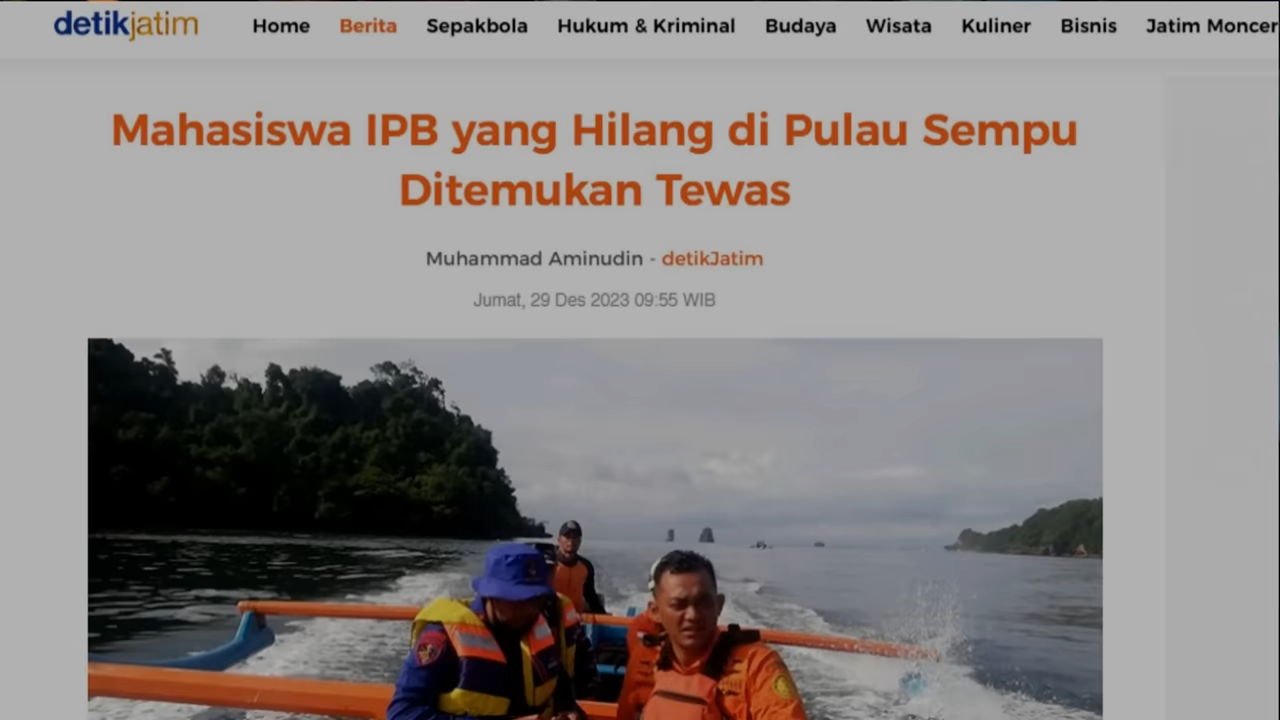 detikjatim
Home Berita Sepakbola Hukum & Kriminal Budaya Wisata Kuliner Bisnis Jatim Moncer
Mahasiswa IPB yang Hilang di Pulau Sempu
Ditemukan Tewas
Muhammad Aminudin - detikJatim
Jumat, 29 Des 2023 09:55 WIB